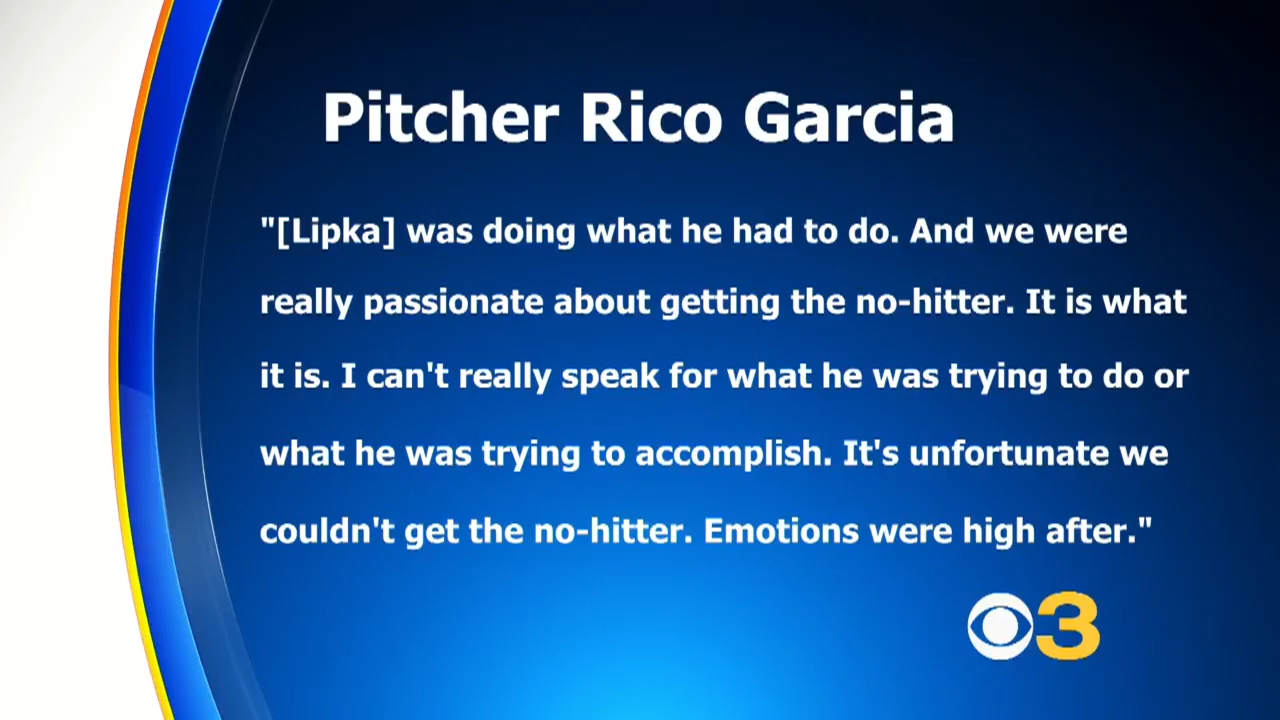 Pitcher Rico Garcia
"[Lipka] was doing what he had to do. And we were
really passionate about getting the no-hitter. It is what
it is. I can't really speak for what he was trying to do or
what he was trying to accomplish. It's unfortunate we
couldn't get the no-hitter. Emotions were high after."
3